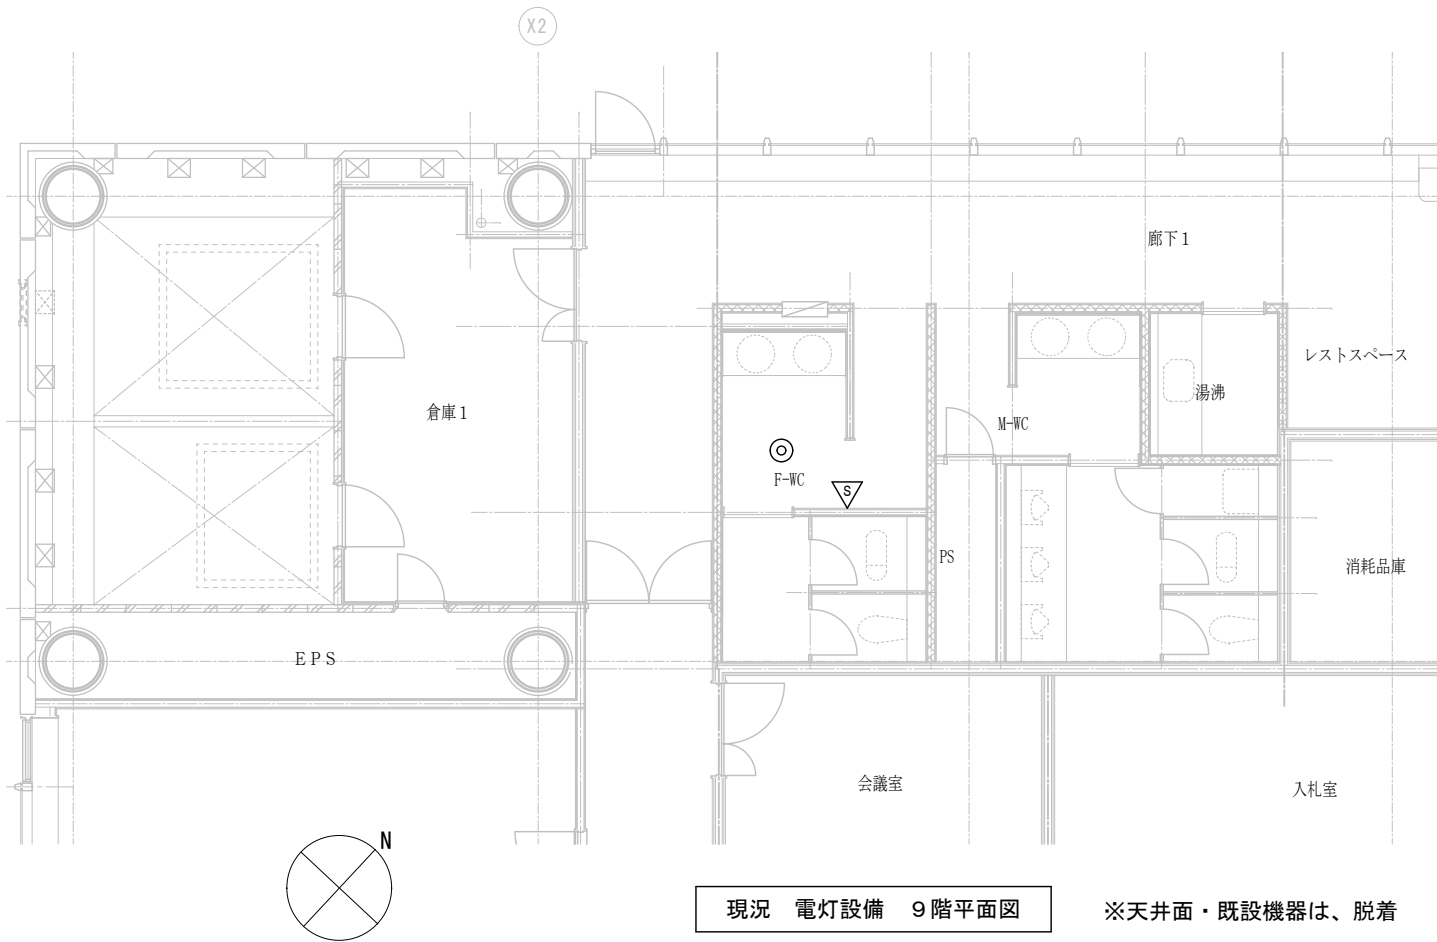 X2
廊下1
レストスペース
倉庫1
湯沸
M-WC
F-WC
S
PS
消耗品庫
EPS
会議室
入札室
N
現況 電灯設備 9階平面図
※天井面・既設機器は、脱着